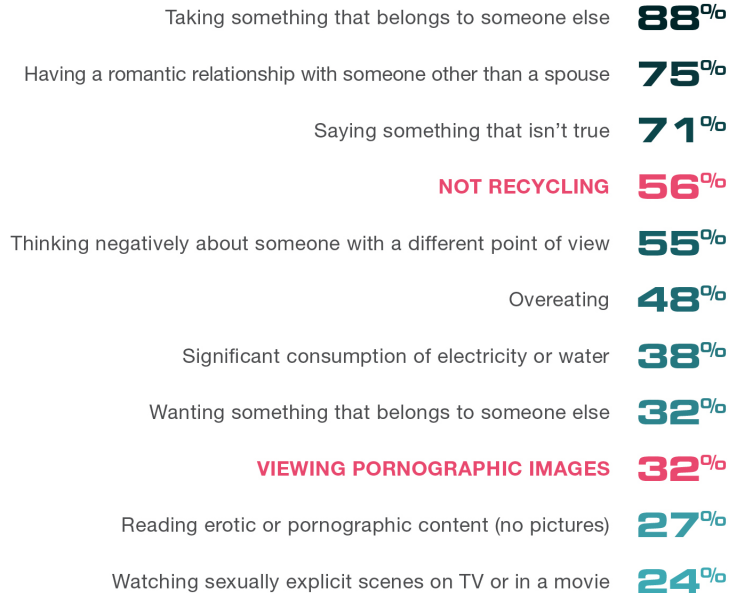 Taking something that belongs to someone else 88%
Having a romantic relationship with someone other than a spouse 75%
Saying something that isn’t true 71%
NOT RECYCLING 56%
Thinking negatively about someone with a different point of view 55%
Overeating 48%
Significant consumption of electricity or water 38%
Wanting something that belongs to someone else 32%
VIEWING PORNOGRAPHIC IMAGES 32%
Reading erotic or pornographic content (no pictures) 27%
Watching sexually explicit scenes on TV or in a movie 24%